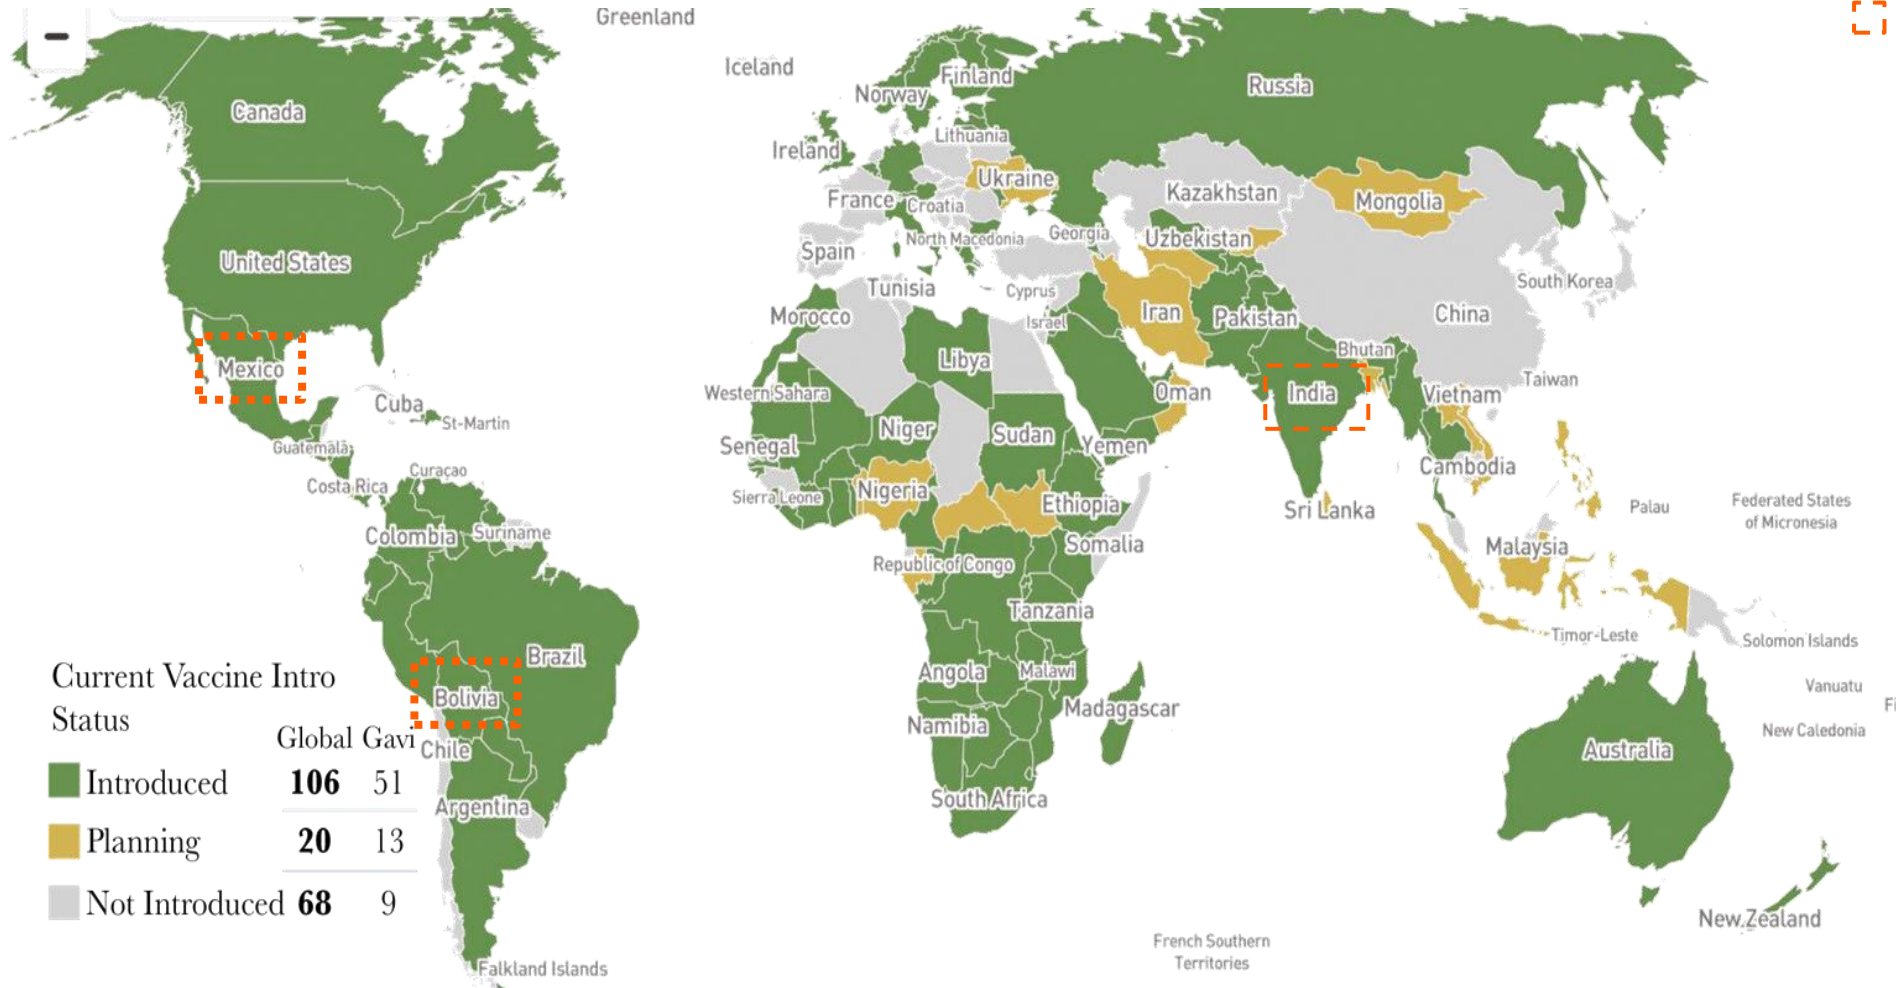 Greenland
Iceland
Finland
Norway
Russia
Canada
Lithuania
Ireland
Ukraine
Kazakhstan
Mongolia
France
Croatia
North Macedonia
Georgia
Uzbekistan
United States
Spain
Tunisia
Cyprus
South Korea
Morocco
Israel
Iran
Pakistan
China
Bhutan
Mexico
Libya
Western Sahara
Oman
India
Vietnam
Taiwan
Cuba
St-Martin
Niger
Sudan
Guatemala
Senegal
Yemen
Cambodia
Curaçao
Costa Rica
Sierra Leone
Nigeria
Ethiopia
Sri Lanka
Palau
Federated States
of Micronesia
Colombia
Suriname
Somalia
Malaysia
Republic of Congo
Tanzania
Timor-Leste
Solomon Islands
Brazil
Angola
Malawi
Vanuatu
Bolivia
Madagascar
Fi
Namibia
New Caledonia
Chile
Australia
Argentina
South Africa
New Zealand
French Southern
Territories
Falkland Islands
Current Vaccine Intro
Status
Global Gavi
Introduced 106 51
Planning 20 13
Not Introduced 68 9